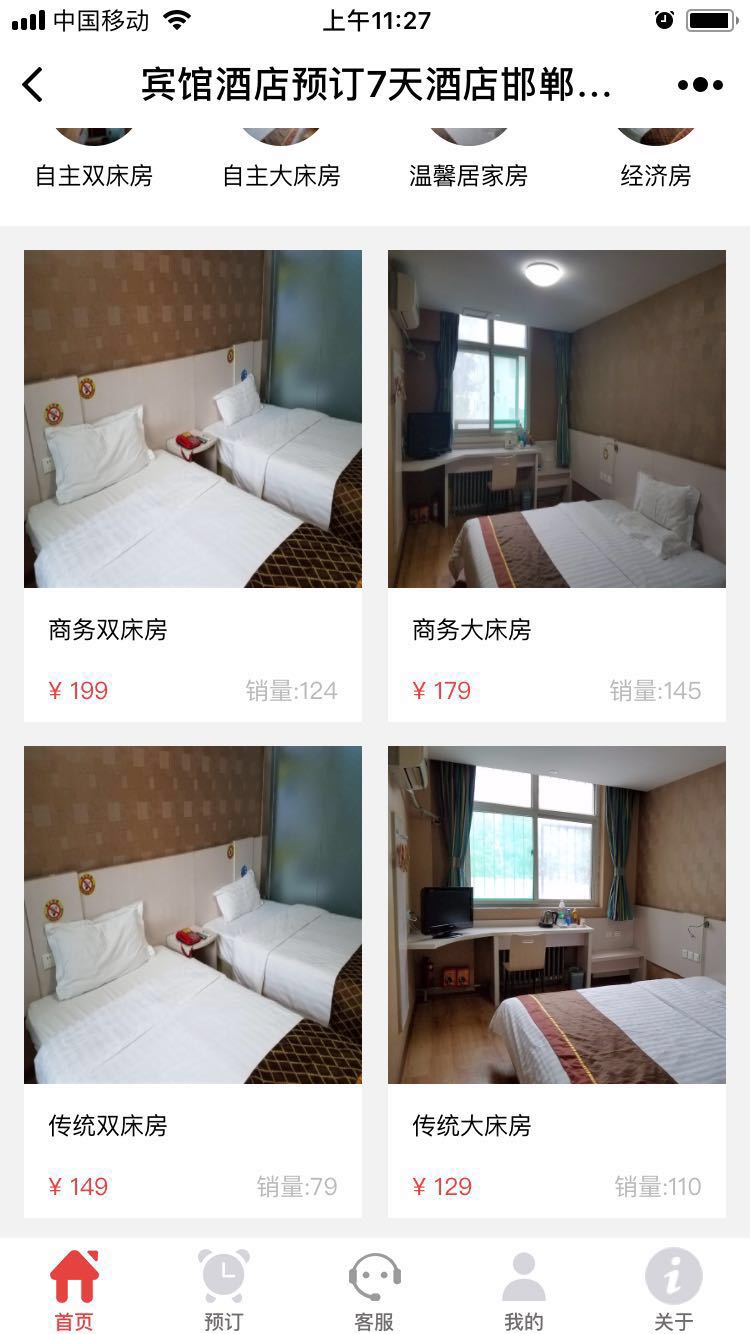 中国移动
上午11:27
宾馆酒店预订7天酒店邯郸...
自主双床房
自主大床房
温馨居家房
经济房
商务双床房
商务大床房
¥ 199
销量:124
¥ 179
销量:145
传统双床房
传统大床房
¥ 149
销量:79
¥ 129
销量:110
首页
预订
客服
我的
关于